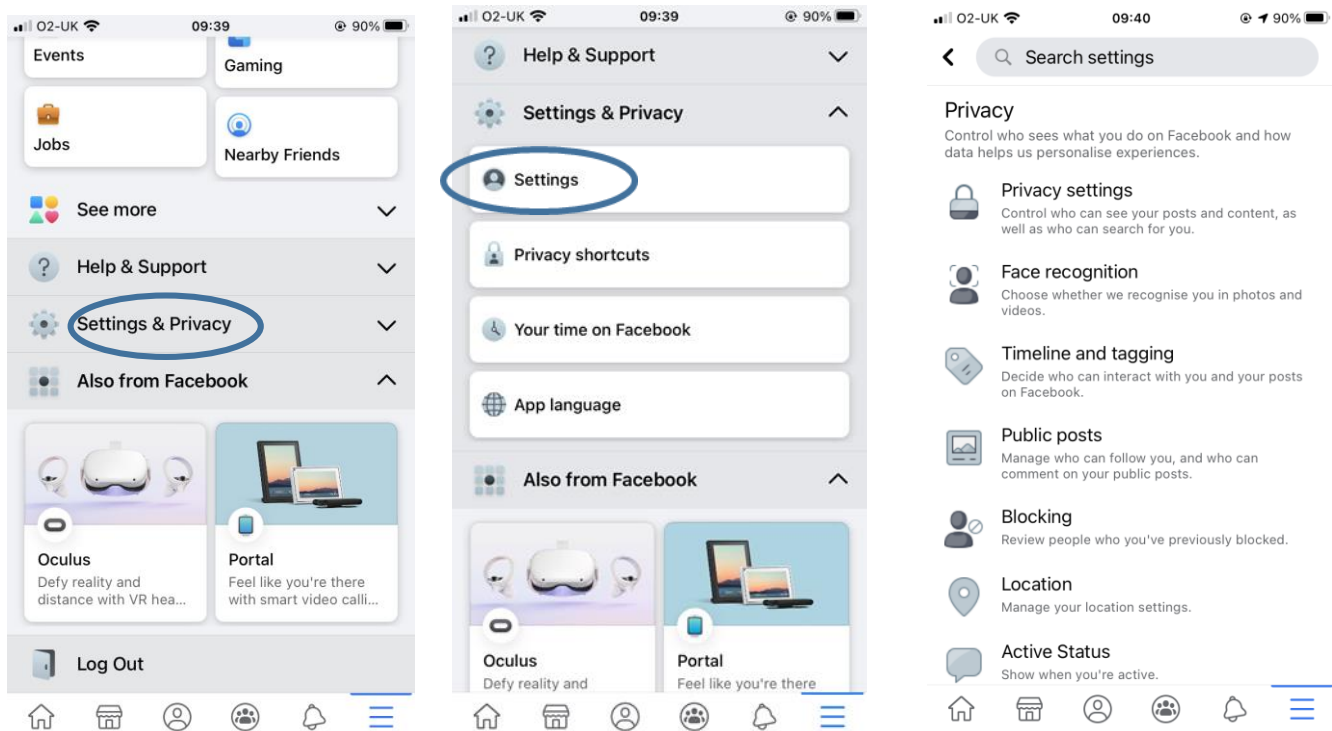 O2-UK 09:39 90%
Events
Gaming
Jobs
Nearby Friends
See more
? Help & Support
Settings & Privacy
Also from Facebook
Oculus
Defy reality and
distance with VR hea...
Portal
Feel like you're there
with smart video calli...
Log Out
O2-UK 09:39 90%
? Help & Support
Settings & Privacy
Settings
Privacy shortcuts
Your time on Facebook
App language
Also from Facebook
Oculus
Defy reality and
Portal
Feel like you're there
O2-UK 09:40 90%
Search settings
Privacy
Control who sees what you do on Facebook and how
data helps us personalise experiences.
Privacy settings
Control who can see your posts and content, as
well as who can search for you.
Face recognition
Choose whether we recognise you in photos and
videos.
Timeline and tagging
Decide who can interact with you and your posts
on Facebook.
Public posts
Manage who can follow you, and who can
comment on your public posts.
Blocking
Review people who you've previously blocked.
Location
Manage your location settings.
Active Status
Show when you're active.